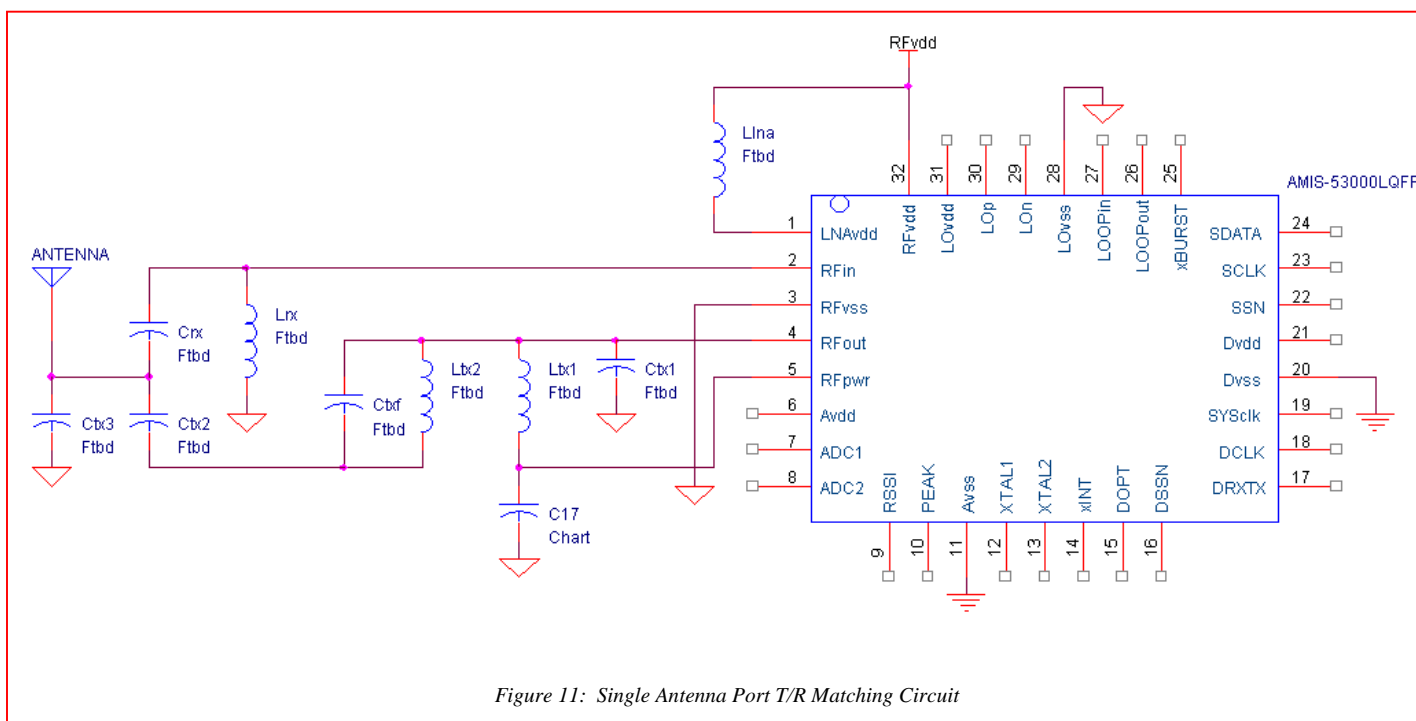 RFvdd
Llna
Ftbd
32
31
30
29
28
27
26
25
AMIS-53000LQFP
RFvdd
LOvdd
LOp
LOn
LOvss
LOOPin
LOOPout
xBURST
1
LNAvdd
SDATA
24
ANTENNA
2
RFin
SCLK
23
Crx
Ftbd
Lrx
Ftbd
3
RFvss
SSN
22
4
RFout
Dvdd
21
Ctx3
Ftbd
Ctx2
Ftbd
Ctxf
Ftbd
Ltx2
Ftbd
Ltx1
Ftbd
Ctx1
Ftbd
5
RFpwr
Dvss
20
6
Avdd
SYSclk
19
7
ADC1
DCLK
18
8
ADC2
DRXTX
17
C17
Chart
RSSI
PEAK
Avss
XTAL1
XTAL2
xINT
DOPT
DSSN
9
10
11
12
13
14
15
16
Figure 11: Single Antenna Port T/R Matching Circuit